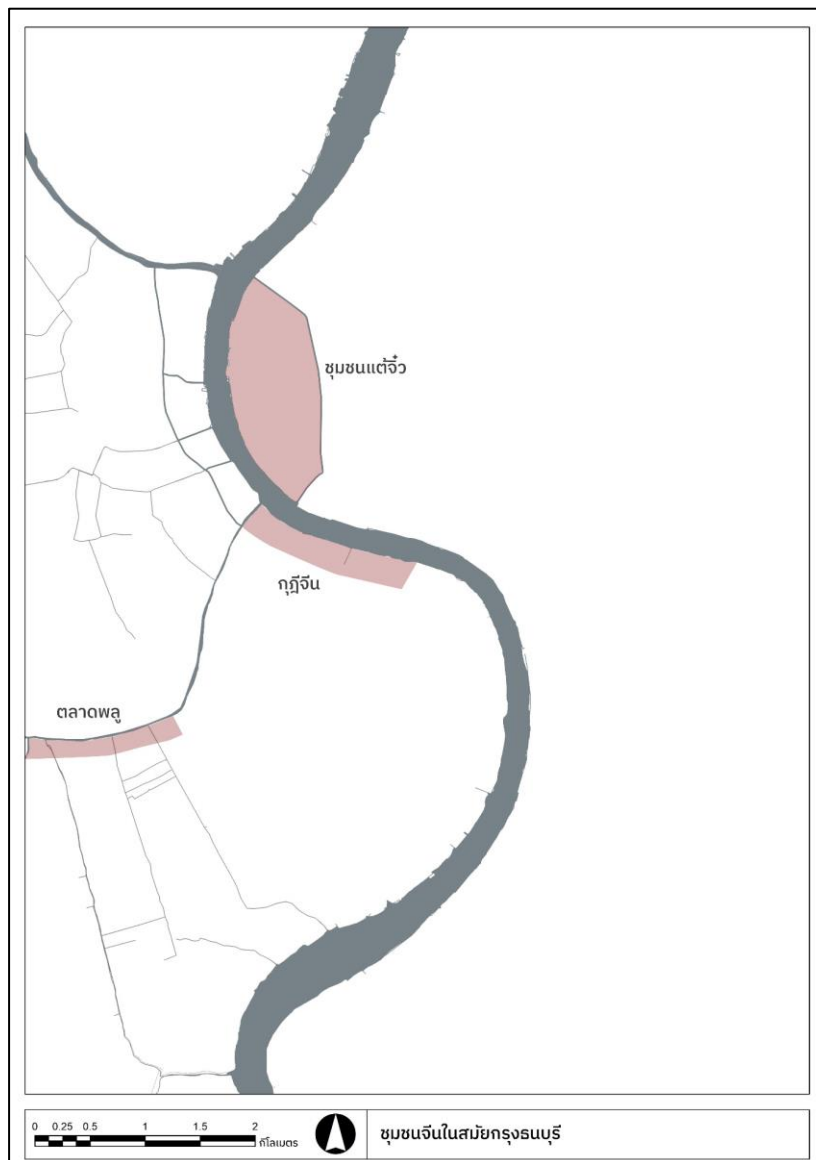 ชุมชนแต้จิ๋ว
กุฎีจีน
ตลาดพลู
0 0.25 0.5 1 1.5 2
กิโลเมตร
ชุมชนจีนในสมัยกรุงธนบุรี